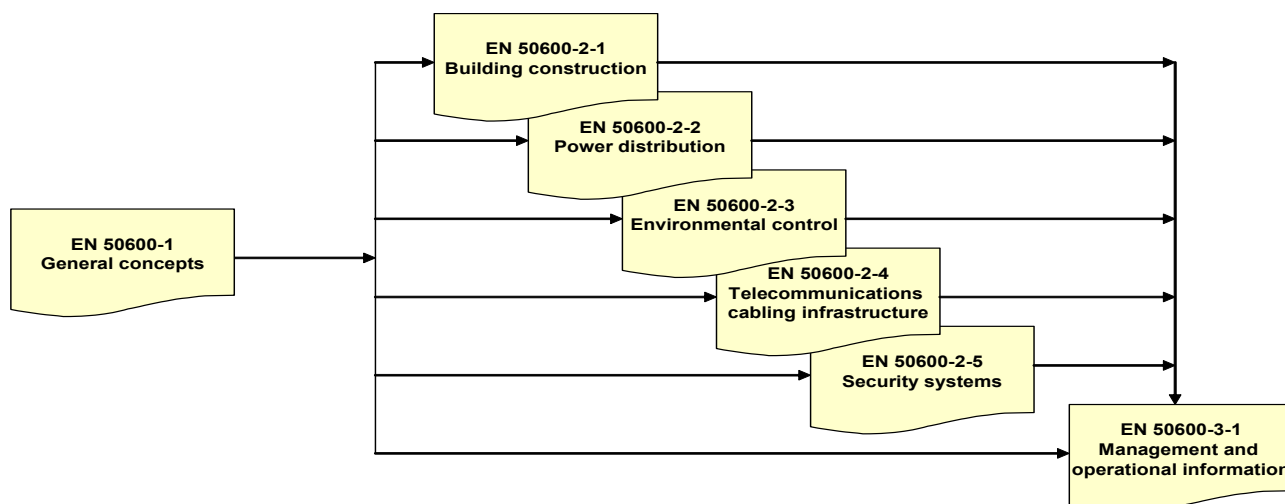 EN 50600-2-1
Building construction
EN 50600-2-2
Power distribution
EN 50600-2-3
Environmental control
EN 50600-1
General concepts
EN 50600-2-4
Telecommunications
cabling infrastructure
EN 50600-2-5
Security systems
EN 50600-3-1
Management and
operational information